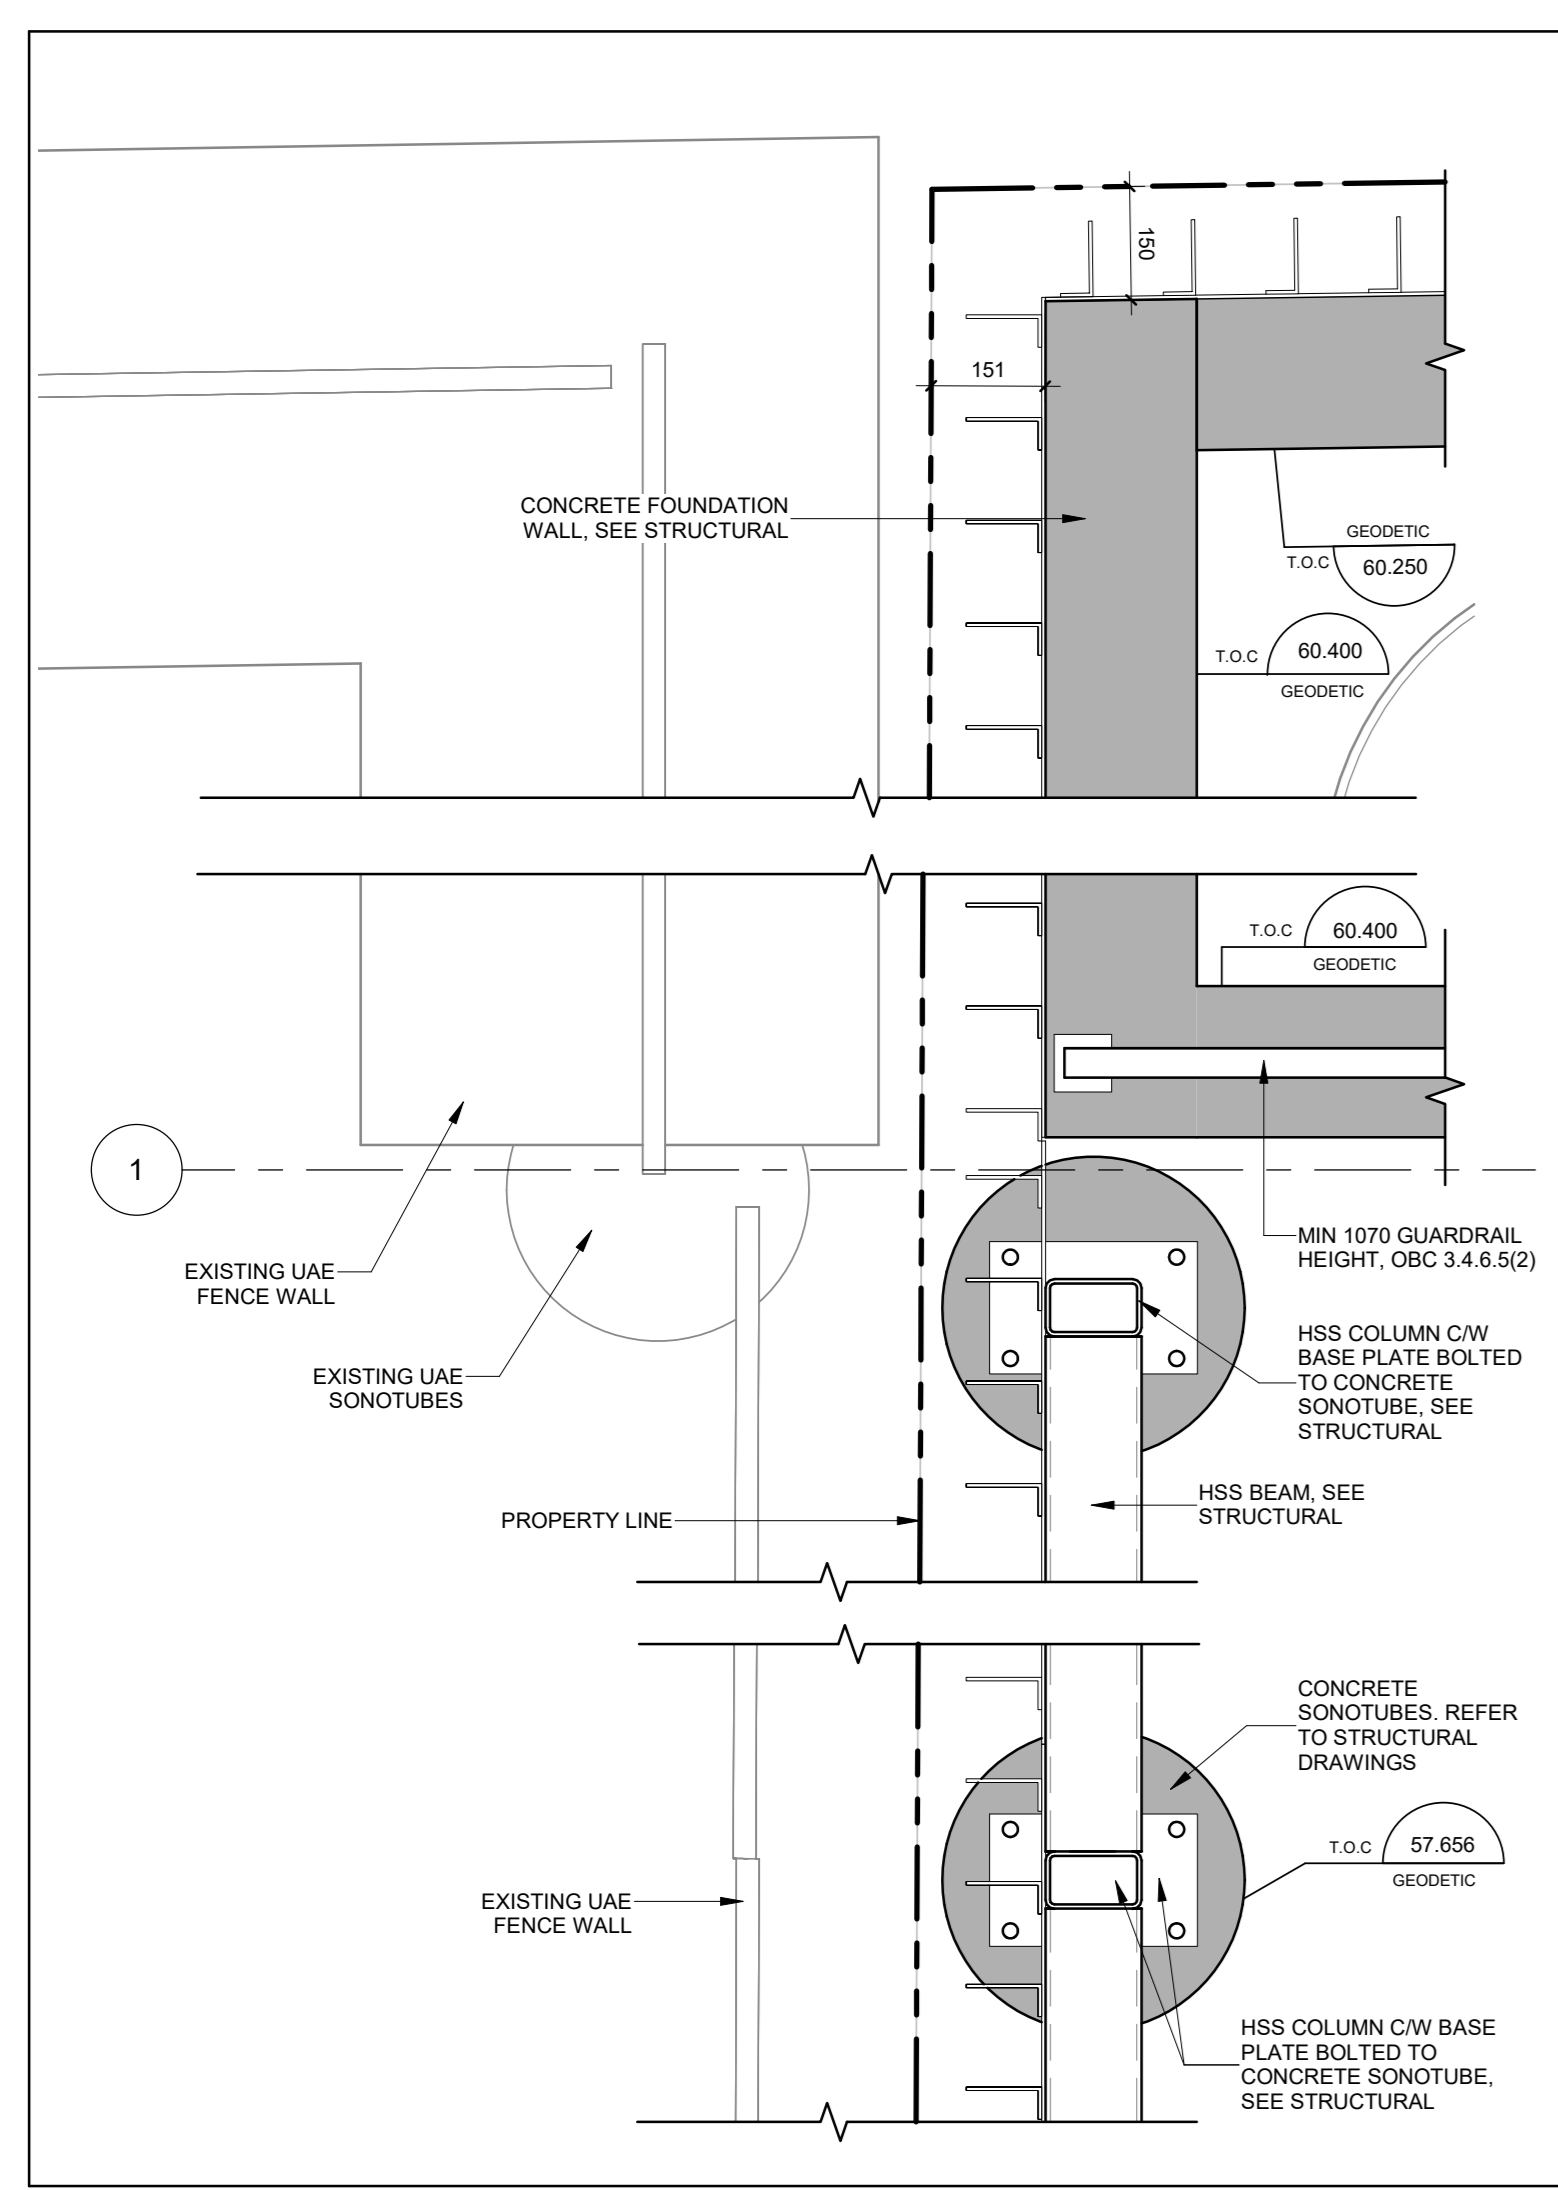 150
151
CONCRETE FOUNDATION
WALL, SEE STRUCTURAL
GEODETIC
T.O.C 60.250
T.O.C 60.400
GEODETIC
T.O.C 60.400
GEODETIC
1
EXISTING UAE
FENCE WALL
MIN 1070 GUARDRAIL
HEIGHT, OBC 3.4.6.5(2)
EXISTING UAE
SONOTUBES
HSS COLUMN C/W
BASE PLATE BOLTED
TO CONCRETE
SONOTUBE, SEE
STRUCTURAL
PROPERTY LINE
HSS BEAM, SEE
STRUCTURAL
CONCRETE
SONOTUBES. REFER
TO STRUCTURAL
DRAWINGS
T.O.C 57.656
GEODETIC
EXISTING UAE
FENCE WALL
HSS COLUMN C/W BASE
PLATE BOLTED TO
CONCRETE SONOTUBE,
SEE STRUCTURAL